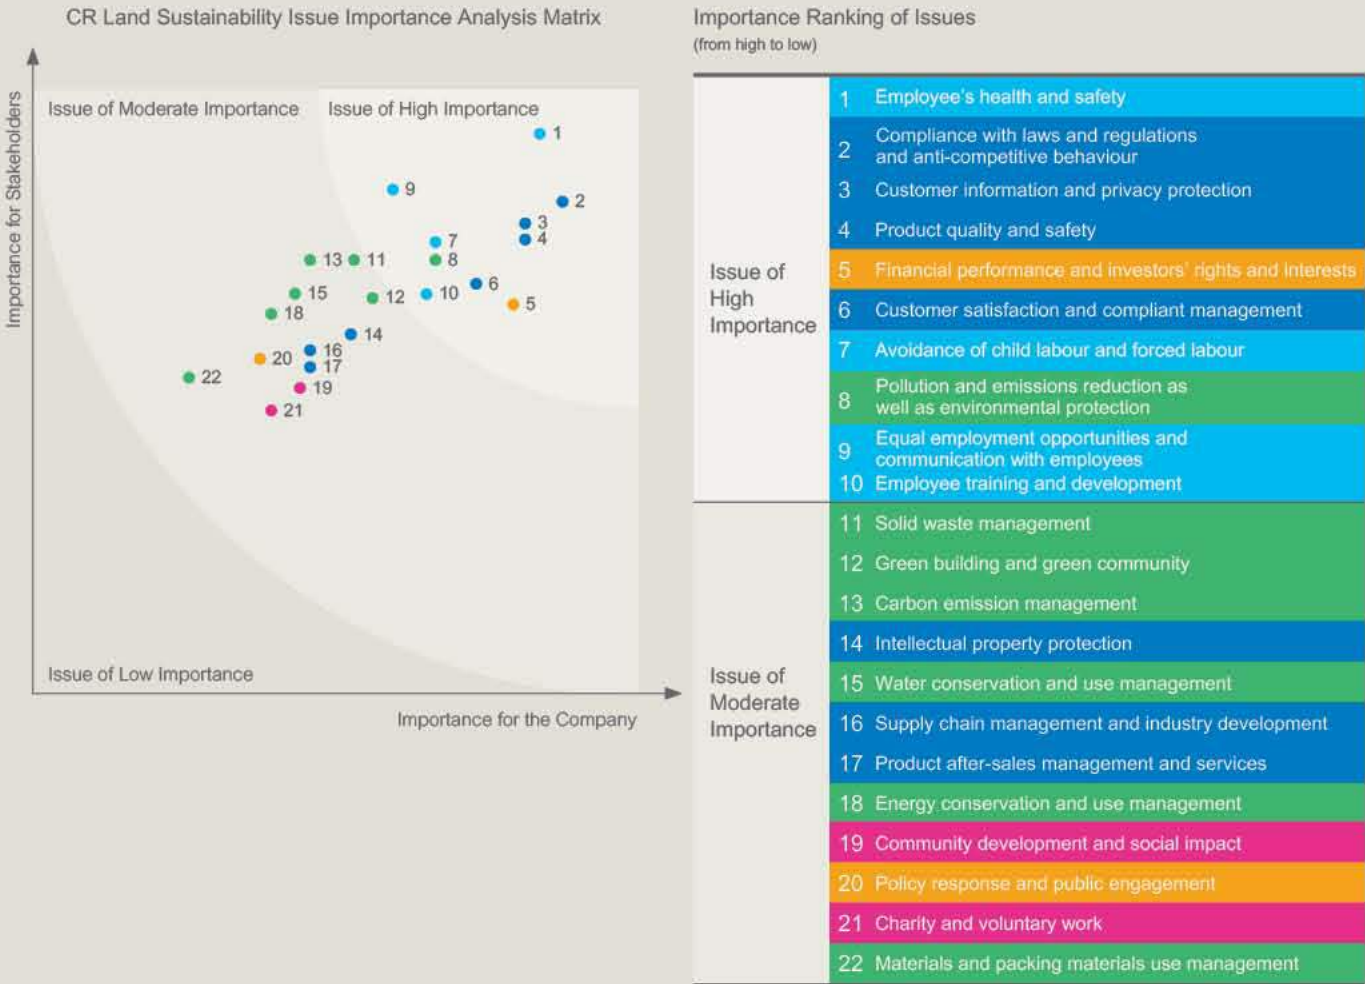 CR Land Sustainability Issue Importance Analysis Matrix
Importance for Stakeholders
Issue of Moderate Importance
Issue of High Importance
1
9
2
3
4
7
8
13
11
6
10
15
12
5
18
14
16
20
17
22
19
21
Issue of Low Importance
Importance for the Company
Importance Ranking of Issues
(from high to low)
Issue of
High
Importance
1 Employee's health and safety
2 Compliance with laws and regulations
and anti-competitive behaviour
3 Customer information and privacy protection
4 Product quality and safety
5 Financial performance and investors' rights and interests
6 Customer satisfaction and compliant management
7 Avoidance of child labour and forced labour
8 Pollution and emissions reduction as
well as environmental protection
9 Equal employment opportunities and
communication with employees
10 Employee training and development
Issue of
Moderate
Importance
11 Solid waste management
12 Green building and green community
13 Carbon emission management
14 Intellectual property protection
15 Water conservation and use management
16 Supply chain management and industry development
17 Product after-sales management and services
18 Energy conservation and use management
19 Community development and social impact
20 Policy response and public engagement
21 Charity and voluntary work
22 Materials and packing materials use management